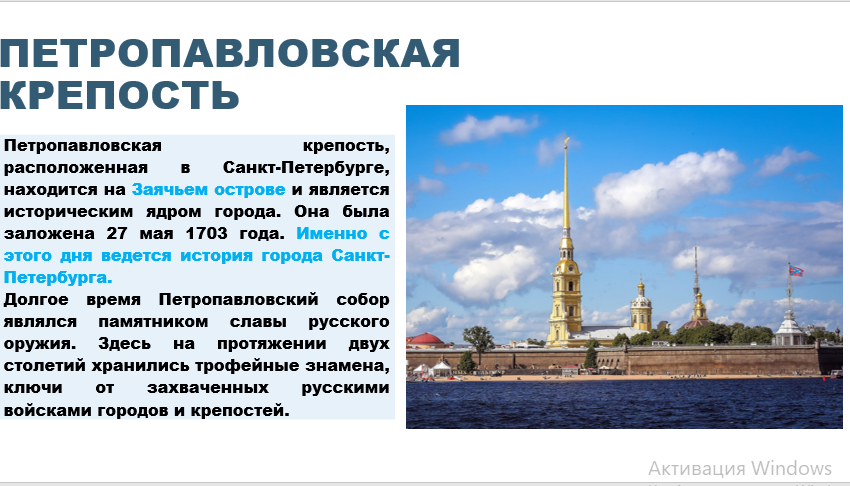 ПЕТРОПАВЛОВСКАЯ
КРЕПОСТЬ
Петропавловская крепость,
расположенная в Санкт-Петербурге,
находится на Заячьем острове и является
историческим ядром города. Она была
заложена 27 мая 1703 года. Именно с
этого дня ведется история города Санкт-
Петербурга.
Долгое время Петропавловский собор
являлся памятником славы русского
оружия. Здесь на протяжении двух
столетий хранились трофейные знамена,
ключи от захваченных русскими
войсками городов и крепостей.
Активация Windows